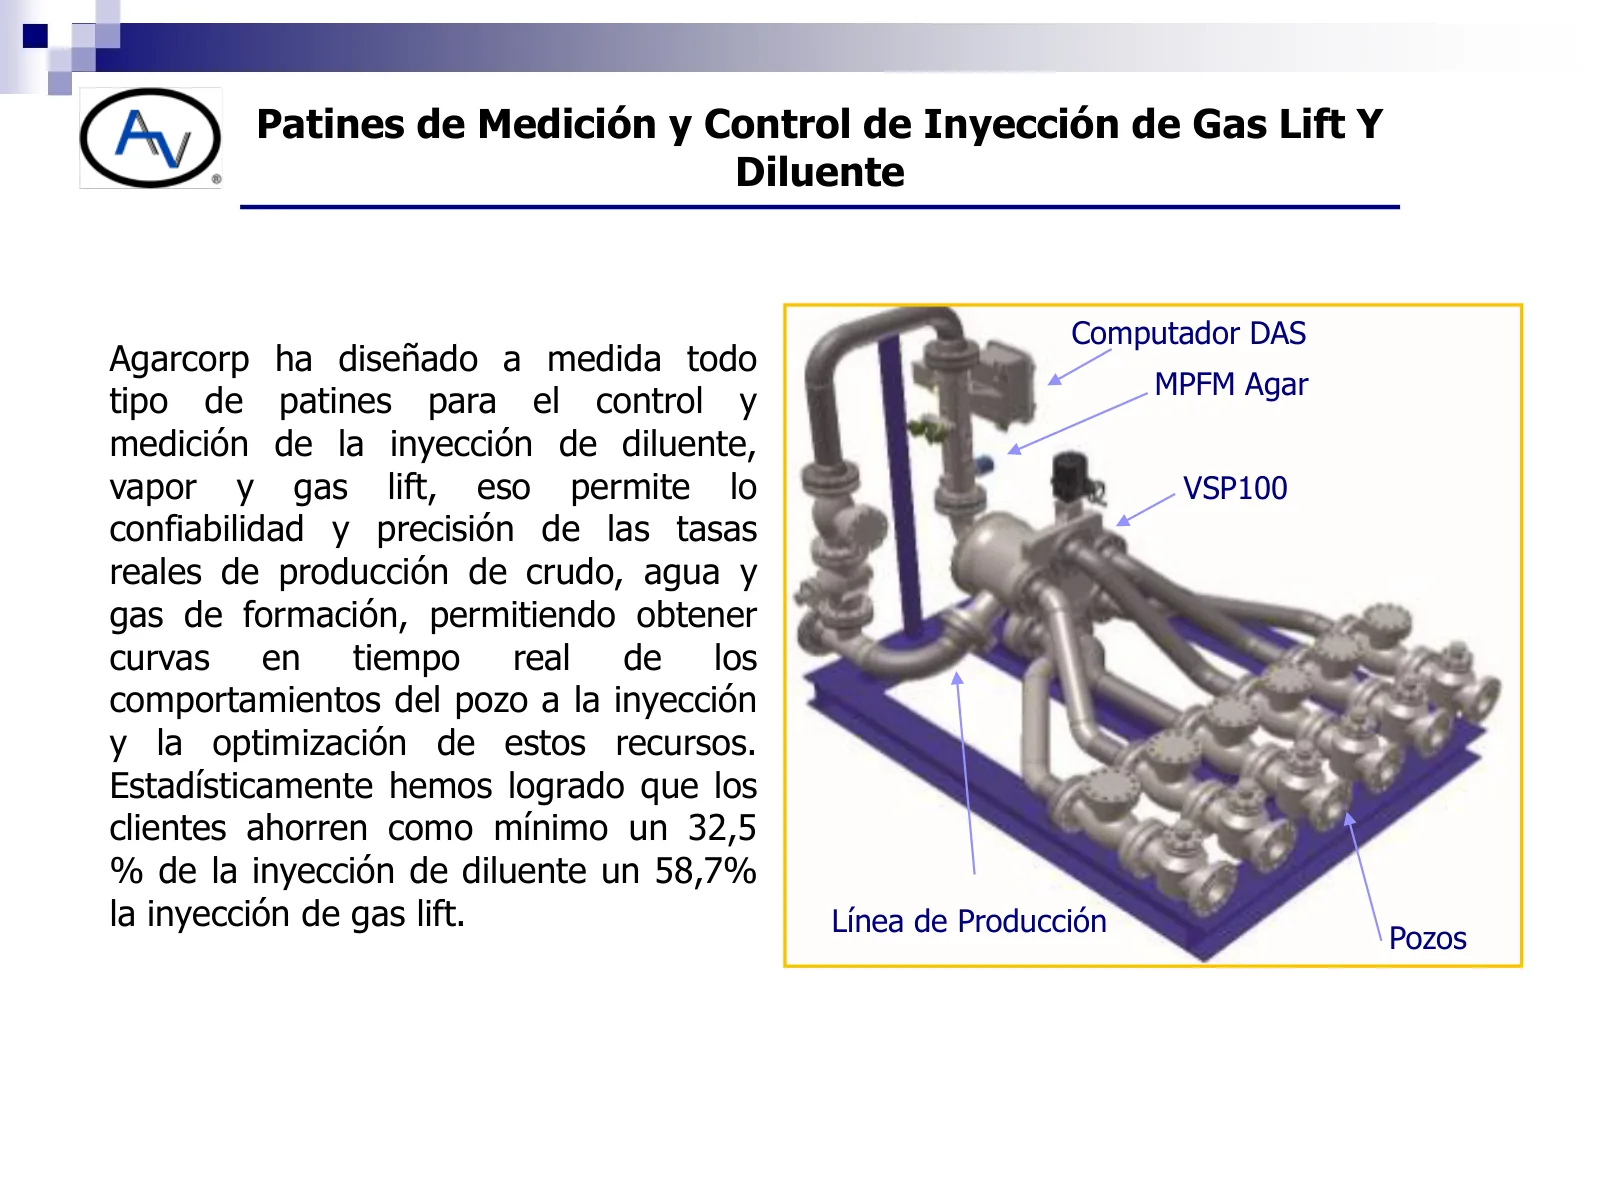 AV
®
Patines de Medición y Control de Inyección de Gas Lift Y
Diluente
Agarcorp ha diseñado a medida todo
tipo de patines para el control y
medición de la inyección de diluente,
vapor y gas lift, eso permite lo
confiabilidad y precisión de las tasas
reales de producción de crudo, agua y
gas de formación, permitiendo obtener
curvas en tiempo real de los
comportamientos del pozo a la inyección
y la optimización de estos recursos.
Estadísticamente hemos logrado que los
clientes ahorren como mínimo un 32,5
% de la inyección de diluente un 58,7%
la inyección de gas lift.
Computador DAS
MPFM Agar
VSP100
Línea de Producción
Pozos